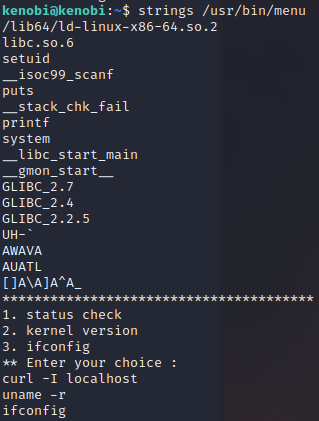 kenobi@kenobi:~$ strings /usr/bin/menu
/lib64/ld-linux-x86-64.so.2
libc.so.6
setuid
__isoc99_scanf
puts
__stack_chk_fail
printf
system
__libc_start_main
__gmon_start__
GLIBC_2.7
GLIBC_2.4
GLIBC_2.2.5
UH-`
AWAVA
AUATL
[]A\A]A^A_
***************************************
1. status check
2. kernel version
3. ifconfig
** Enter your choice :
curl -I localhost
uname -r
ifconfig